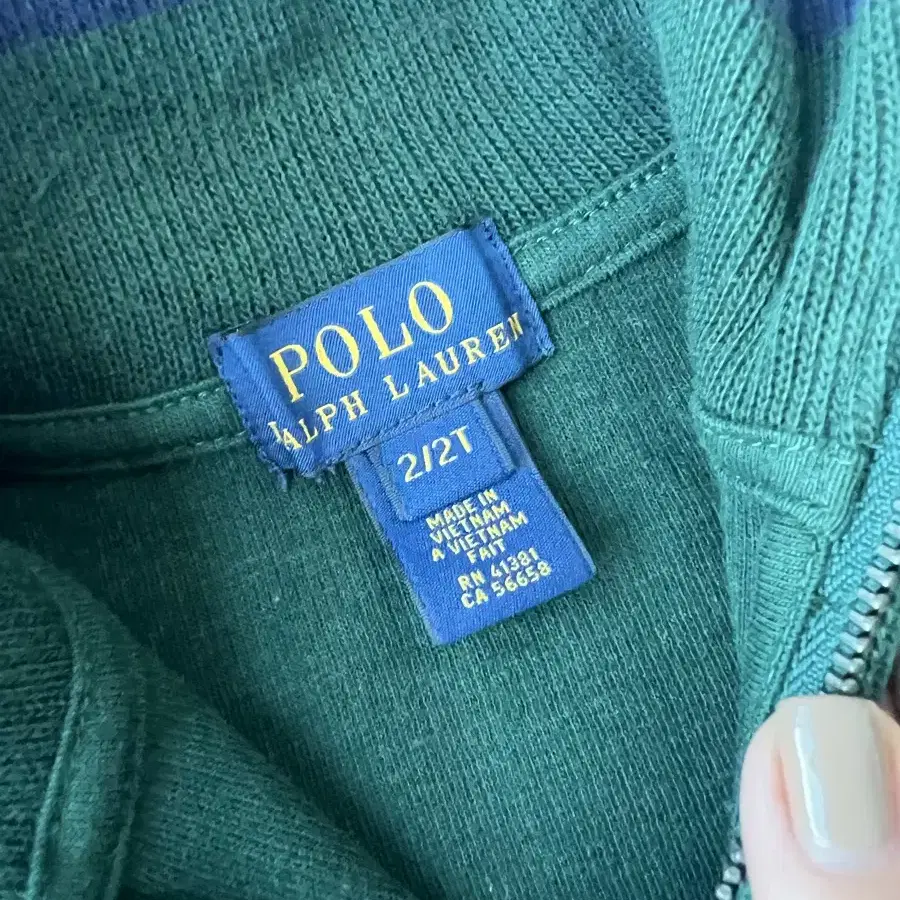 POLO
RALPH LAUREN
2/2T
MADE IN
VIETNAM
A VIETNAM
FAIT
RN 41381
CA 56658